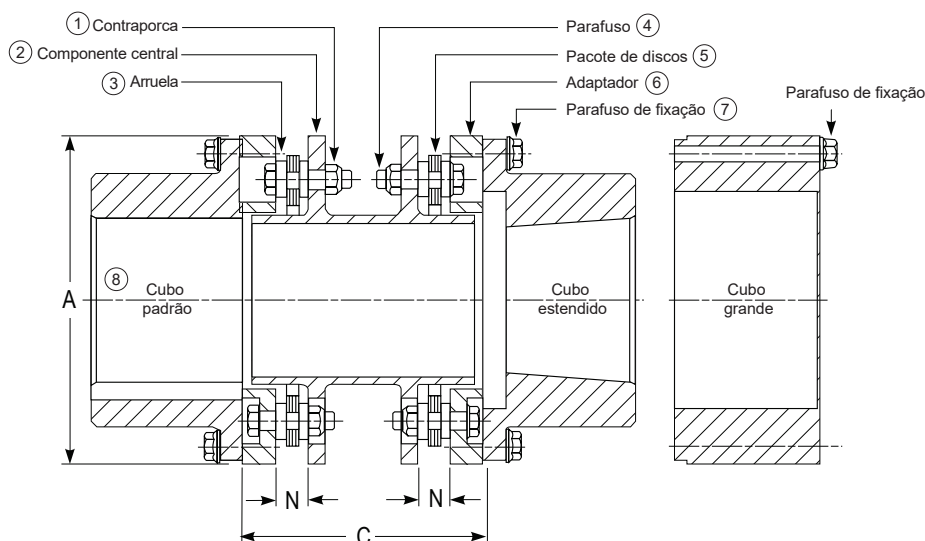 1 Contraporca
2 Componente central
3 Arruela
Parafuso 4
Pacote de discos 5
Adaptador 6
Parafuso de fixação 7
Parafuso de fixação
A
8
Cubo
padrão
Cubo
estendido
Cubo
grande
N
N
C